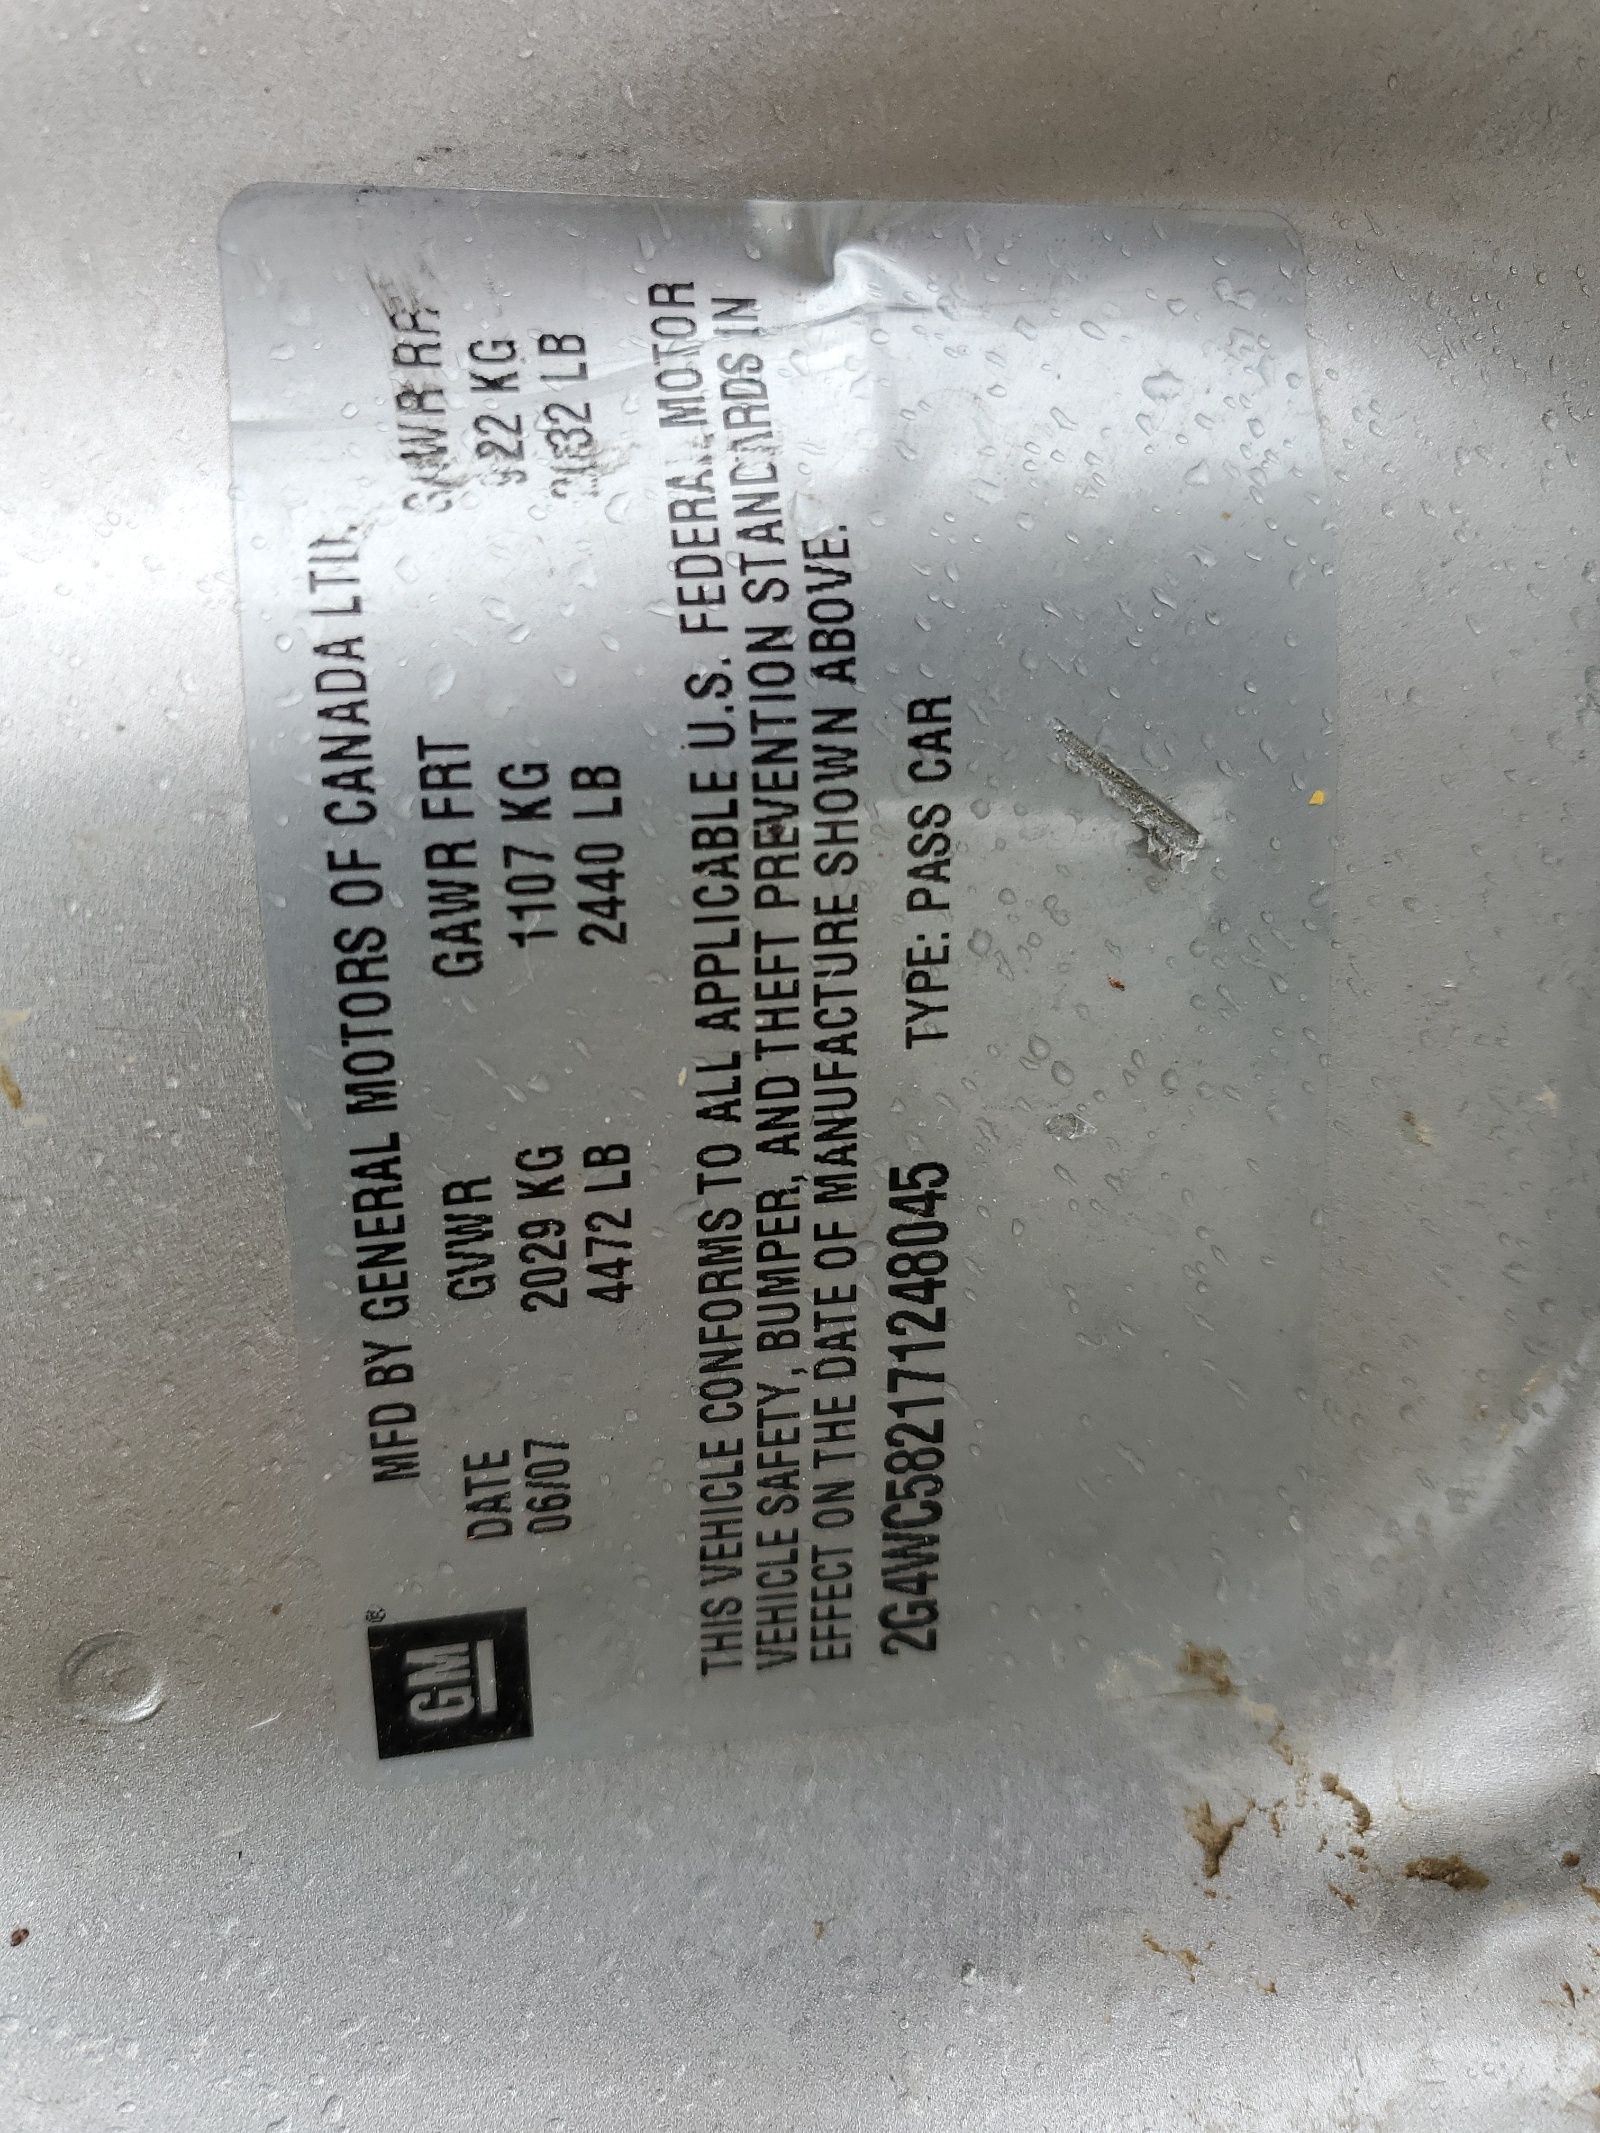 GM ®
MFD BY GENERAL MOTORS OF CANADA LTD.
DATE GVWR GAWR FRT GAWR RR
06/07 2029 KG 1107 KG 922 KG
4472 LB 2440 LB 2032 LB
THIS VEHICLE CONFORMS TO ALL APPLICABLE U.S. FEDERAL MOTOR
VEHICLE SAFETY, BUMPER, AND THEFT PREVENTION STANDARDS IN
EFFECT ON THE DATE OF MANUFACTURE SHOWN ABOVE.
2G4WC582171248045 TYPE: PASS CAR